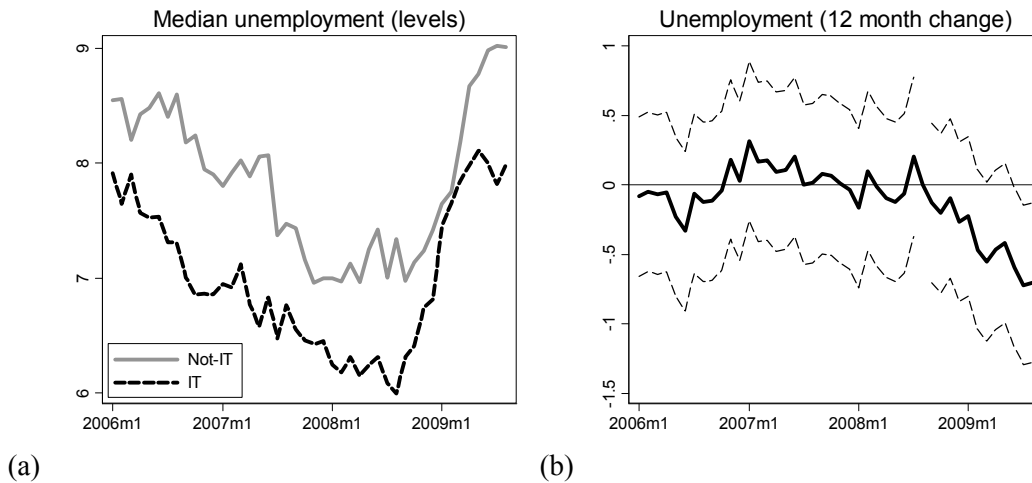 Median unemployment (levels)
9
8
7
6
Not-IT
IT
2006m1 2007m1 2008m1 2009m1
(a)
Unemployment (12 month change)
1
.5
0
-.5
-1
-1.5
2006m1 2007m1 2008m1 2009m1
(b)